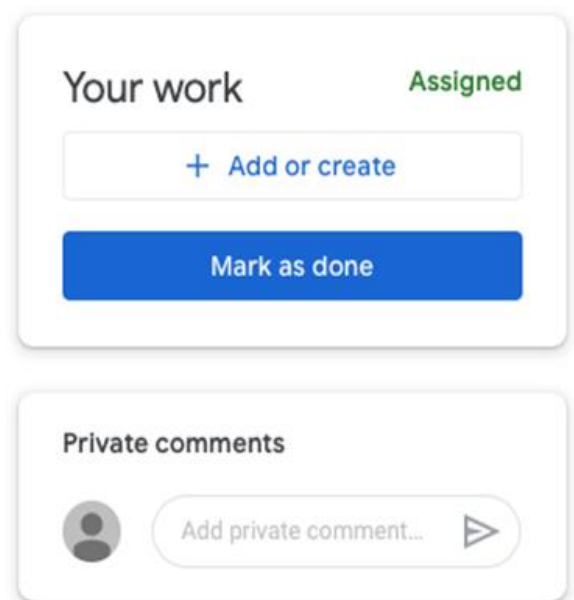 Your work
Assigned
+ Add or create
Mark as done
Private comments
Add private comment...